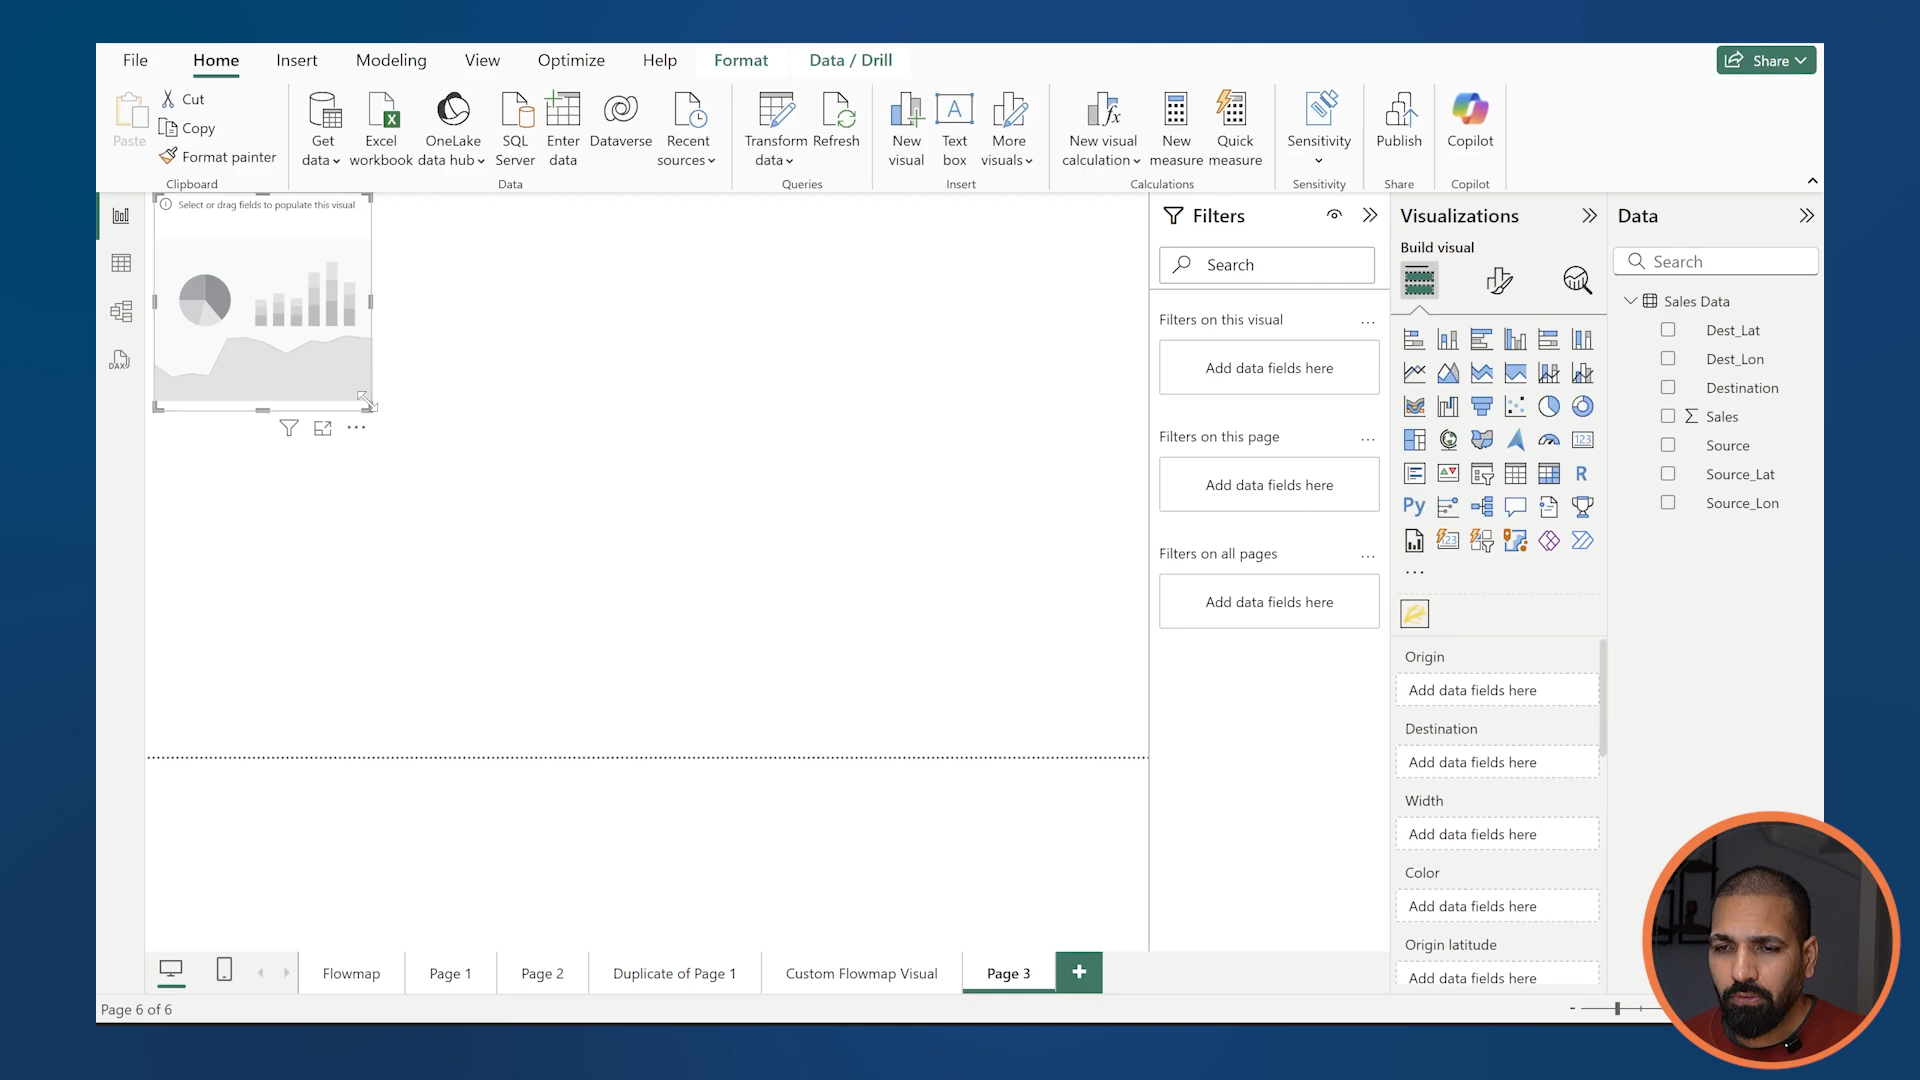 File Home Insert Modeling View Optimize Help Format Data / Drill Share
Paste
Cut
Copy
Format painter
Clipboard
Get data
Excel workbook
OneLake data hub
SQL Server
Enter data
Dataverse
Recent sources
Data
Transform data
Refresh
Queries
New visual
Text box
More visuals
Insert
New visual calculation
New measure
Quick measure
Calculations
Sensitivity
Sensitivity
Publish
Share
Copilot
Copilot
Select or drag fields to populate this visual
DAX
Filters
Search
Filters on this visual ...
Add data fields here
Filters on this page ...
Add data fields here
Filters on all pages ...
Add data fields here
Visualizations
Build visual
123
R
Py
123
...
Origin
Add data fields here
Destination
Add data fields here
Width
Add data fields here
Color
Add data fields here
Origin latitude
Add data fields here
Data
Search
Sales Data
Dest_Lat
Dest_Lon
Destination
Σ Sales
Source
Source_Lat
Source_Lon
Flowmap Page 1 Page 2 Duplicate of Page 1 Custom Flowmap Visual Page 3 +
Page 6 of 6